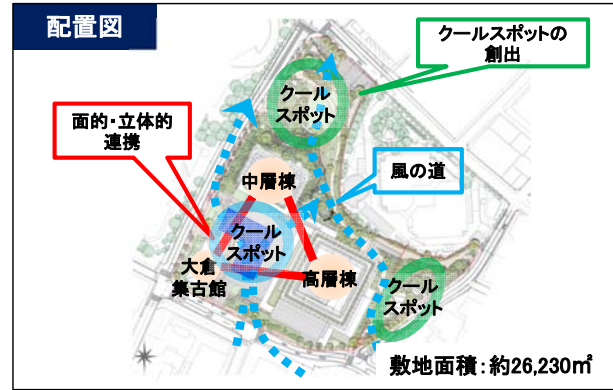 配置図
クールスポットの
創出
クール
スポット
面的・立体的
連携
風の道
中層棟
クール
スポット
大倉
集古館
高層棟
クール
スポット
敷地面積：約26,230㎡